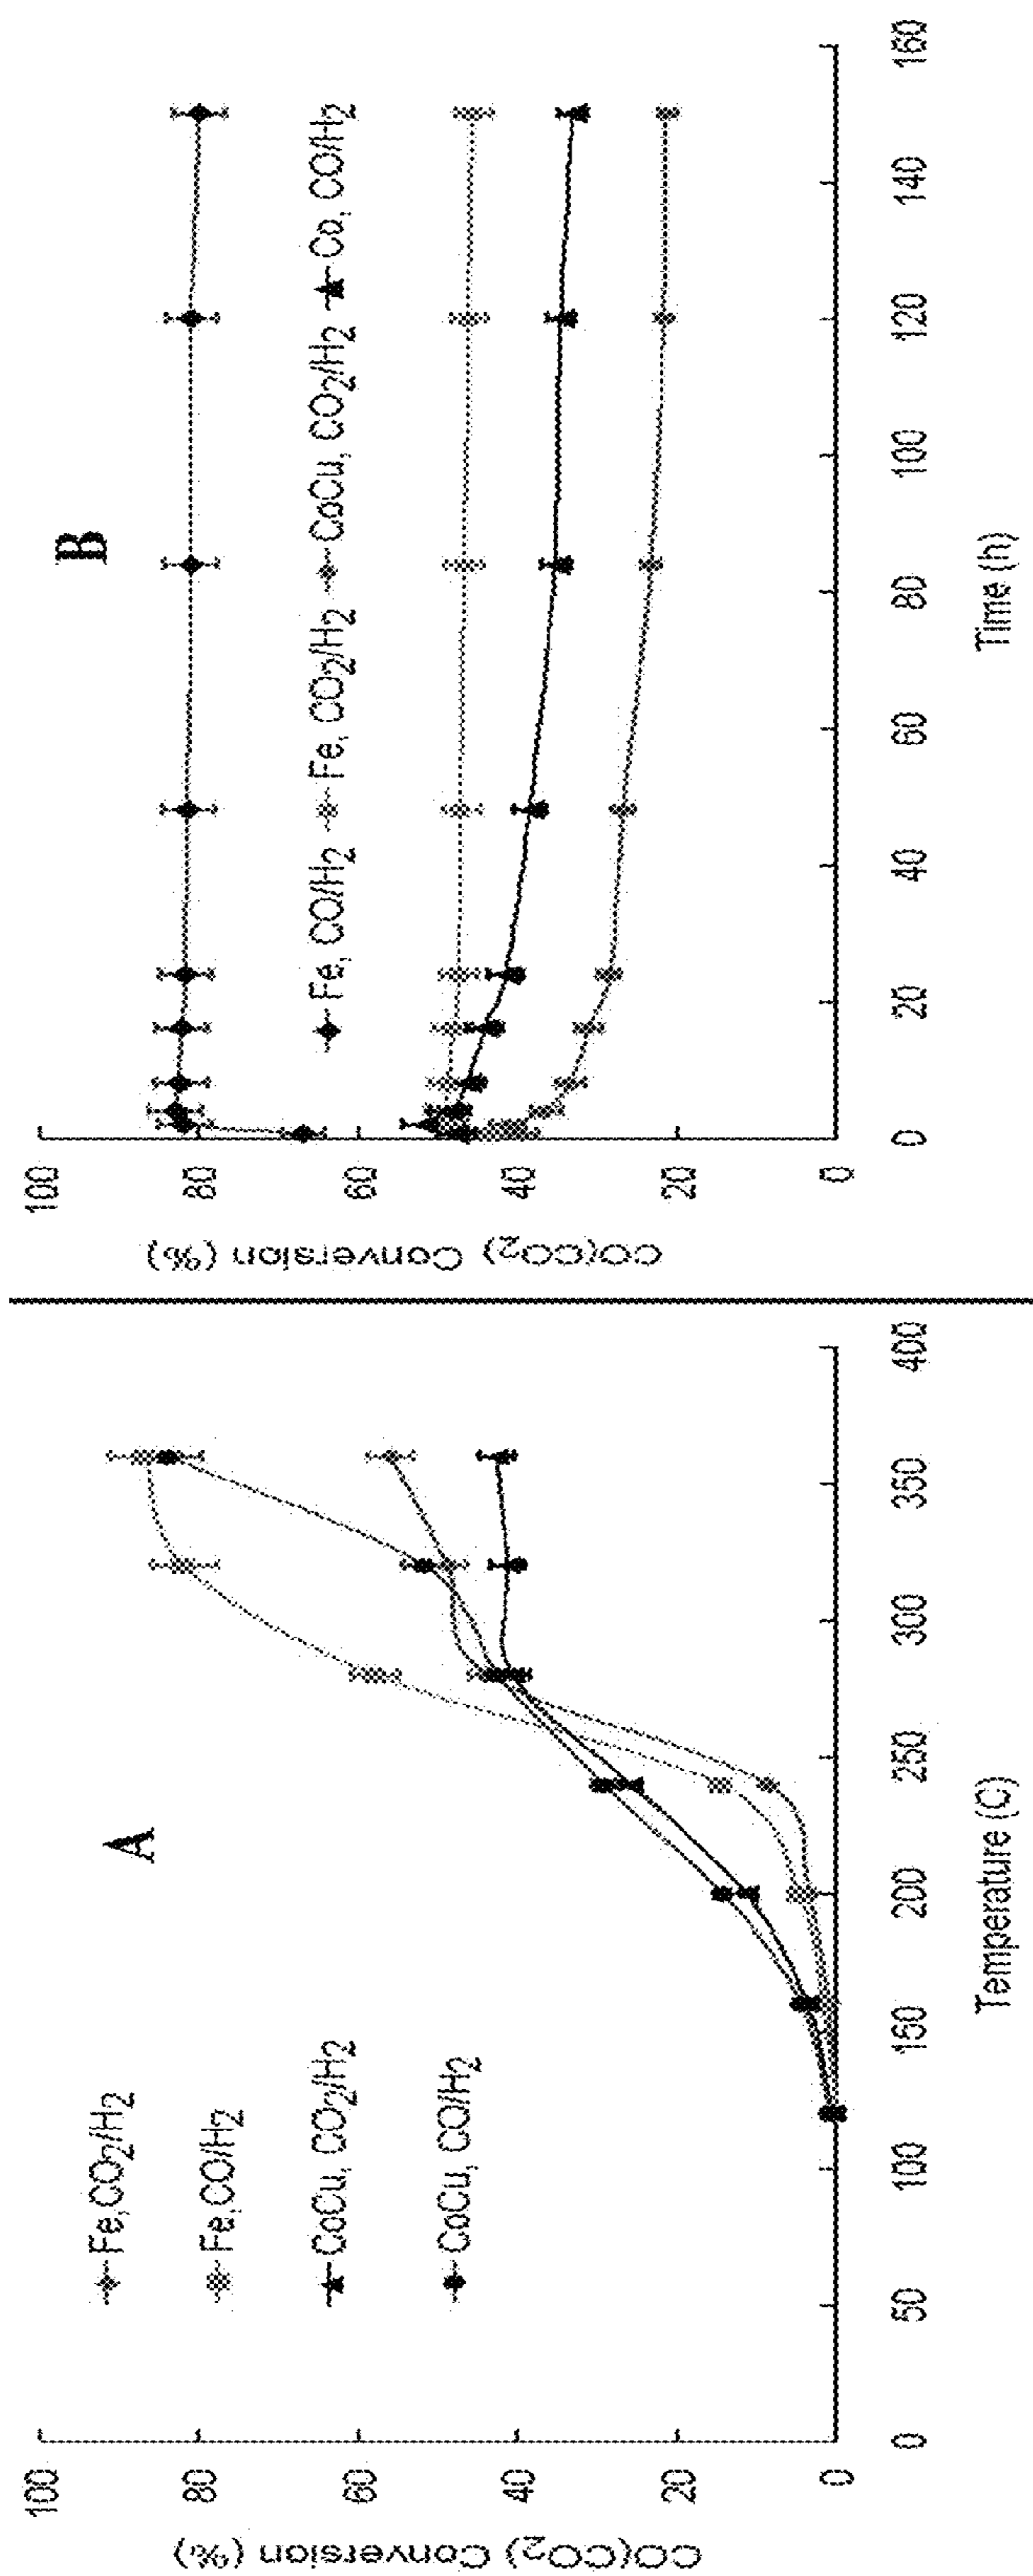 A
Fe,CO2/H2
Fe,CO/H2
CoCu, CO2/H2
CoCu, CO/H2
CO(CO2) Conversion (%)
100
80
60
40
20
0
0 50 100 150 200 250 300 350 400
Temperature (C)
B
Fe, CO/H2 Fe, CO2/H2 CoCu, CO2/H2 Co, CO/H2
CO(CO2) Conversion (%)
100
80
60
40
20
0
0 20 40 60 80 100 120 140 160
Time (h)